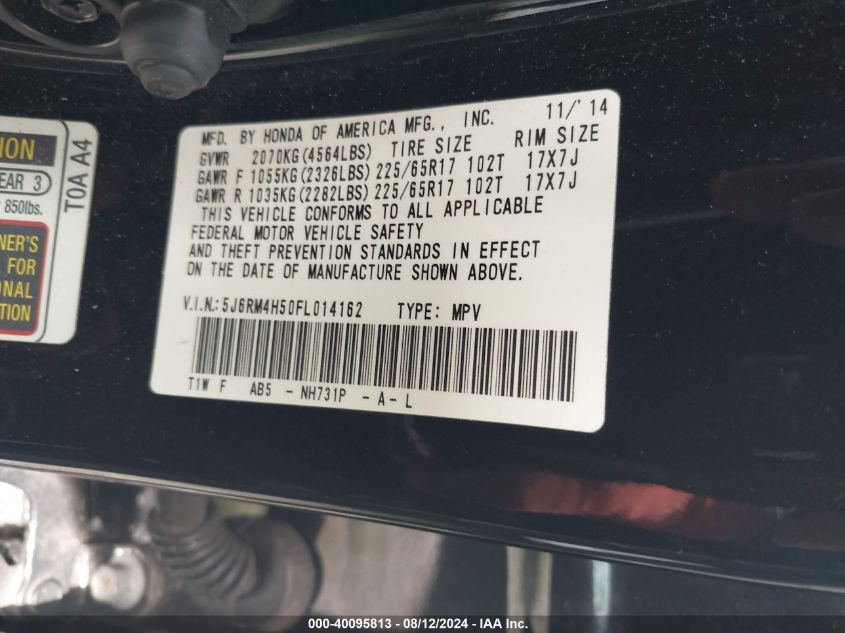 ION
EAR 3
850lbs.
NER'S
FOR
ONAL
TION
T0A A4
MFD. BY HONDA OF AMERICA MFG., INC. 11/'14
GVWR 2070KG(4564LBS) TIRE SIZE RIM SIZE
GAWR F 1055KG(2326LBS) 225/65R17 102T 17X7J
GAWR R 1035KG(2282LBS) 225/65R17 102T 17X7J
THIS VEHICLE CONFORMS TO ALL APPLICABLE
FEDERAL MOTOR VEHICLE SAFETY
AND THEFT PREVENTION STANDARDS IN EFFECT
ON THE DATE OF MANUFACTURE SHOWN ABOVE.
V.I.N.: 5J6RM4H50FL014162 TYPE: MPV
T1W F AB5 - NH731P - A - L
000-40095813 - 08/12/2024 - IAA Inc.